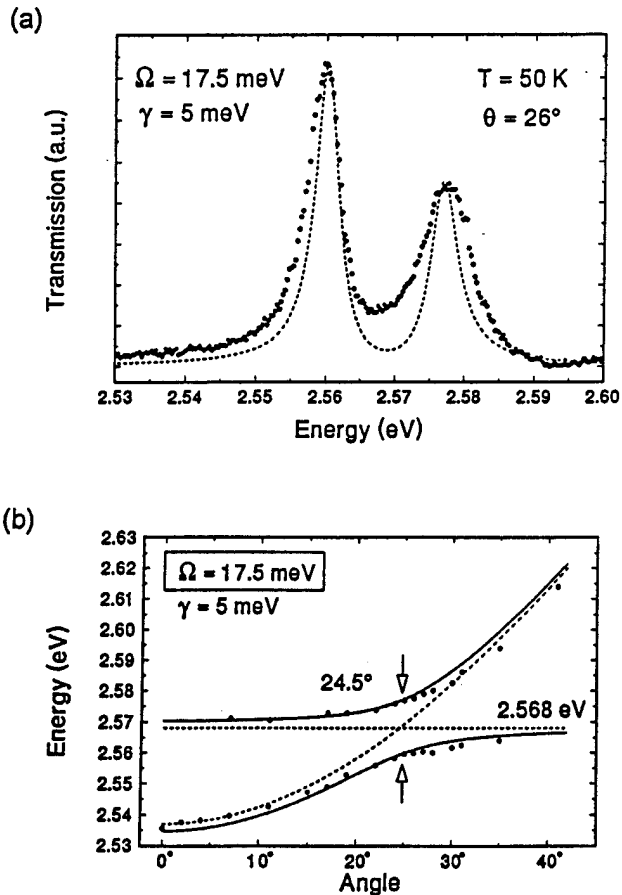 (a)
Ω = 17.5 meV
γ = 5 meV
T = 50 K
θ = 26°
Transmission (a.u.)
2.53 2.54 2.55 2.56 2.57 2.58 2.59 2.60
Energy (eV)
(b)
2.63
2.62
2.61
2.60
2.59
2.58
2.57
2.56
2.55
2.54
2.53
Energy (eV)
Ω = 17.5 meV
γ = 5 meV
24.5°
2.568 eV
0° 10° 20° 30° 40°
Angle